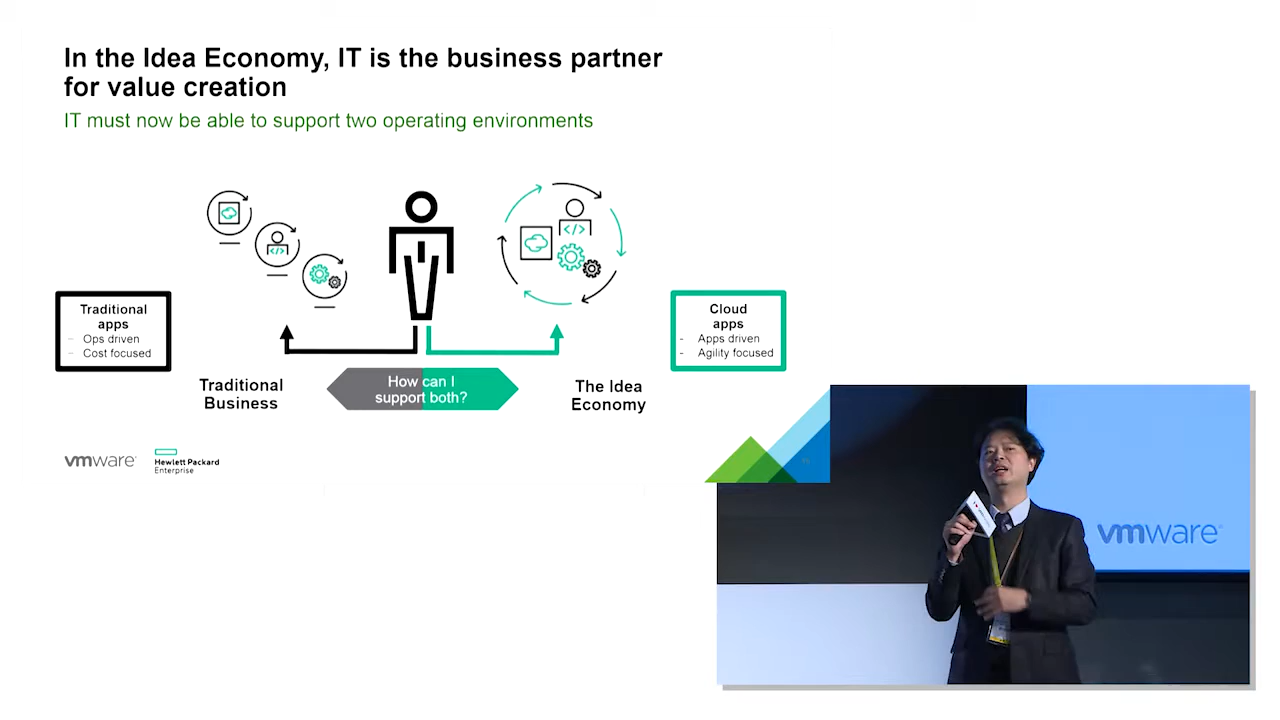 In the Idea Economy, IT is the business partner
for value creation
IT must now be able to support two operating environments
Traditional
apps
- Ops driven
- Cost focused
Cloud
apps
- Apps driven
- Agility focused
Traditional
Business
How can I
support both?
The Idea
Economy
</>
</>
vmware
Hewlett Packard
Enterprise
vmware